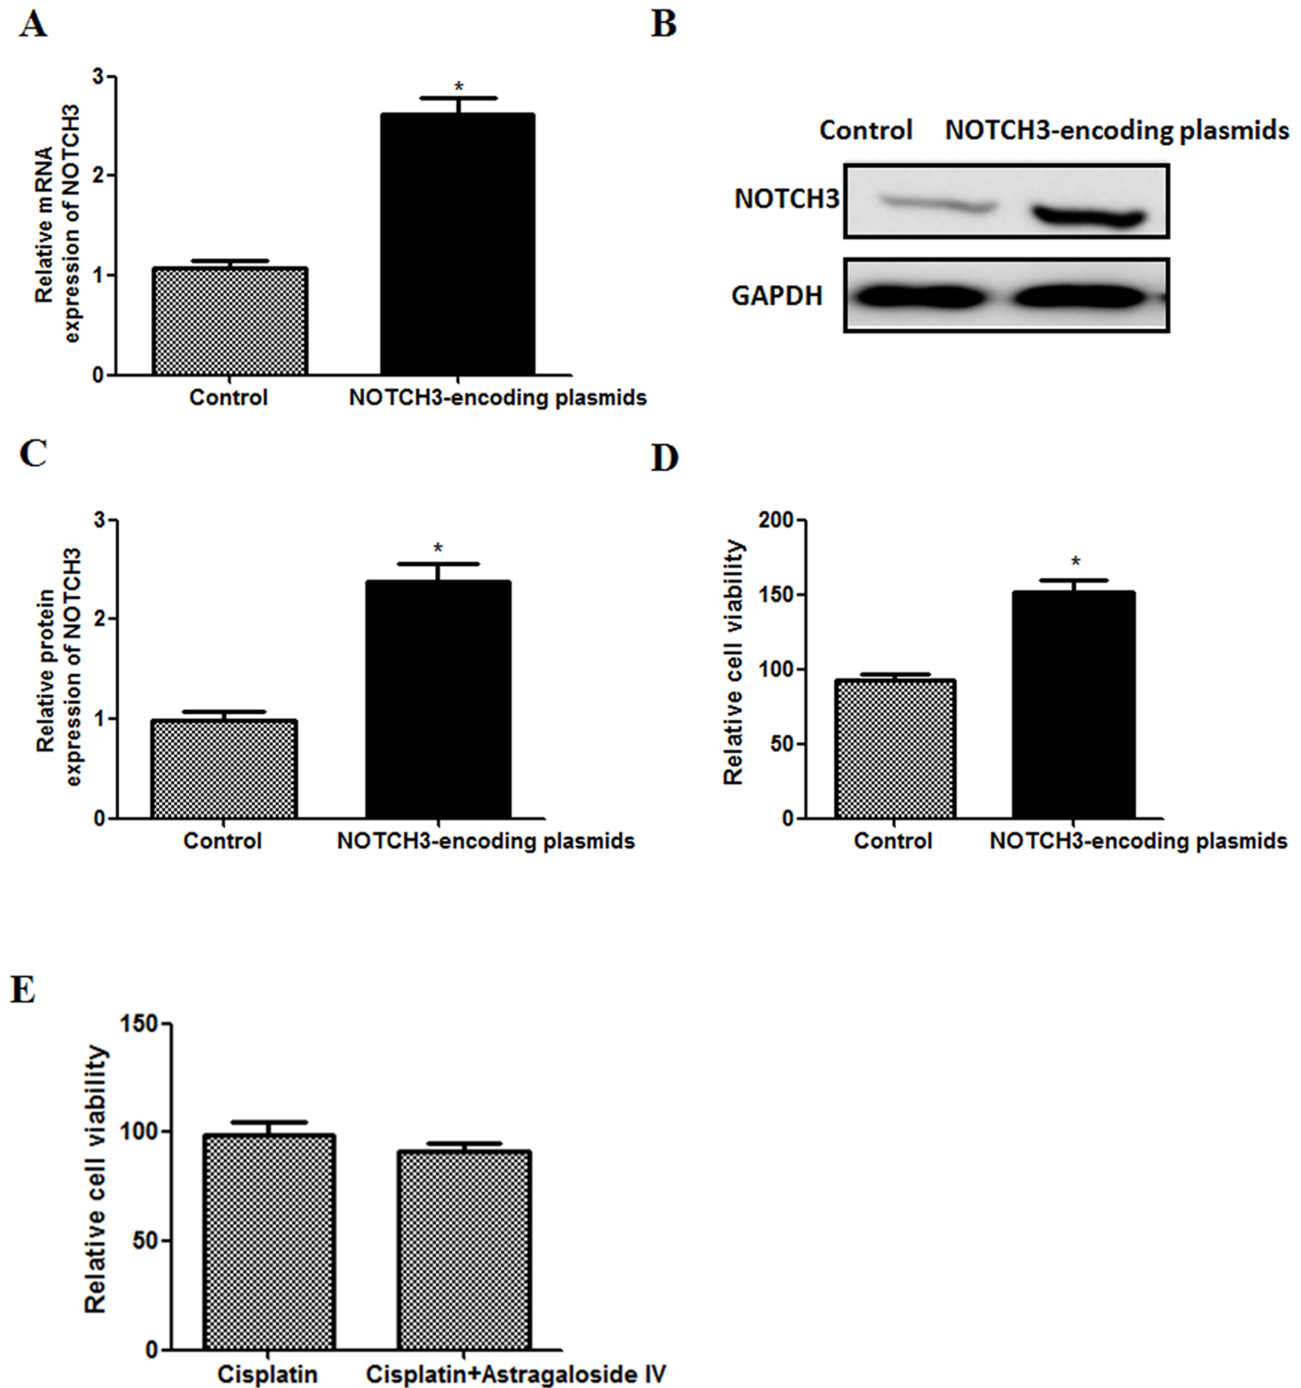 A
Relative mRNA
expression of NOTCH3
3
2
1
0
*
Control
NOTCH3-encoding plasmids
B
Control
NOTCH3-encoding plasmids
NOTCH3
GAPDH
C
Relative protein
expression of NOTCH3
3
2
1
0
*
Control
NOTCH3-encoding plasmids
D
Relative cell viability
200
150
100
50
0
*
Control
NOTCH3-encoding plasmids
E
Relative cell viability
150
100
50
0
Cisplatin
Cisplatin+Astragaloside IV